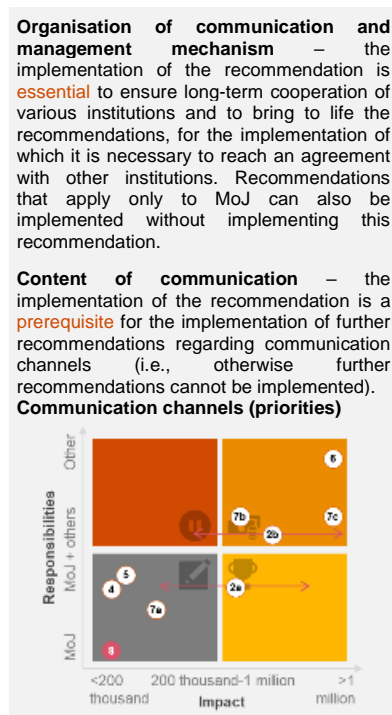 Organisation of communication and
management mechanism – the
implementation of the recommendation is
essential to ensure long-term cooperation of
various institutions and to bring to life the
recommendations, for the implementation of
which it is necessary to reach an agreement
with other institutions. Recommendations
that apply only to MoJ can also be
implemented without implementing this
recommendation.
Content of communication – the
implementation of the recommendation is a
prerequisite for the implementation of further
recommendations regarding communication
channels (i.e., otherwise further
recommendations cannot be implemented).
Communication channels (priorities)
Other
MoJ + others
MoJ
Responsibilities
6
7b
7c
2b
5
4
2a
7a
8
<200 thousand
200 thousand-1 million
>1 million
Impact